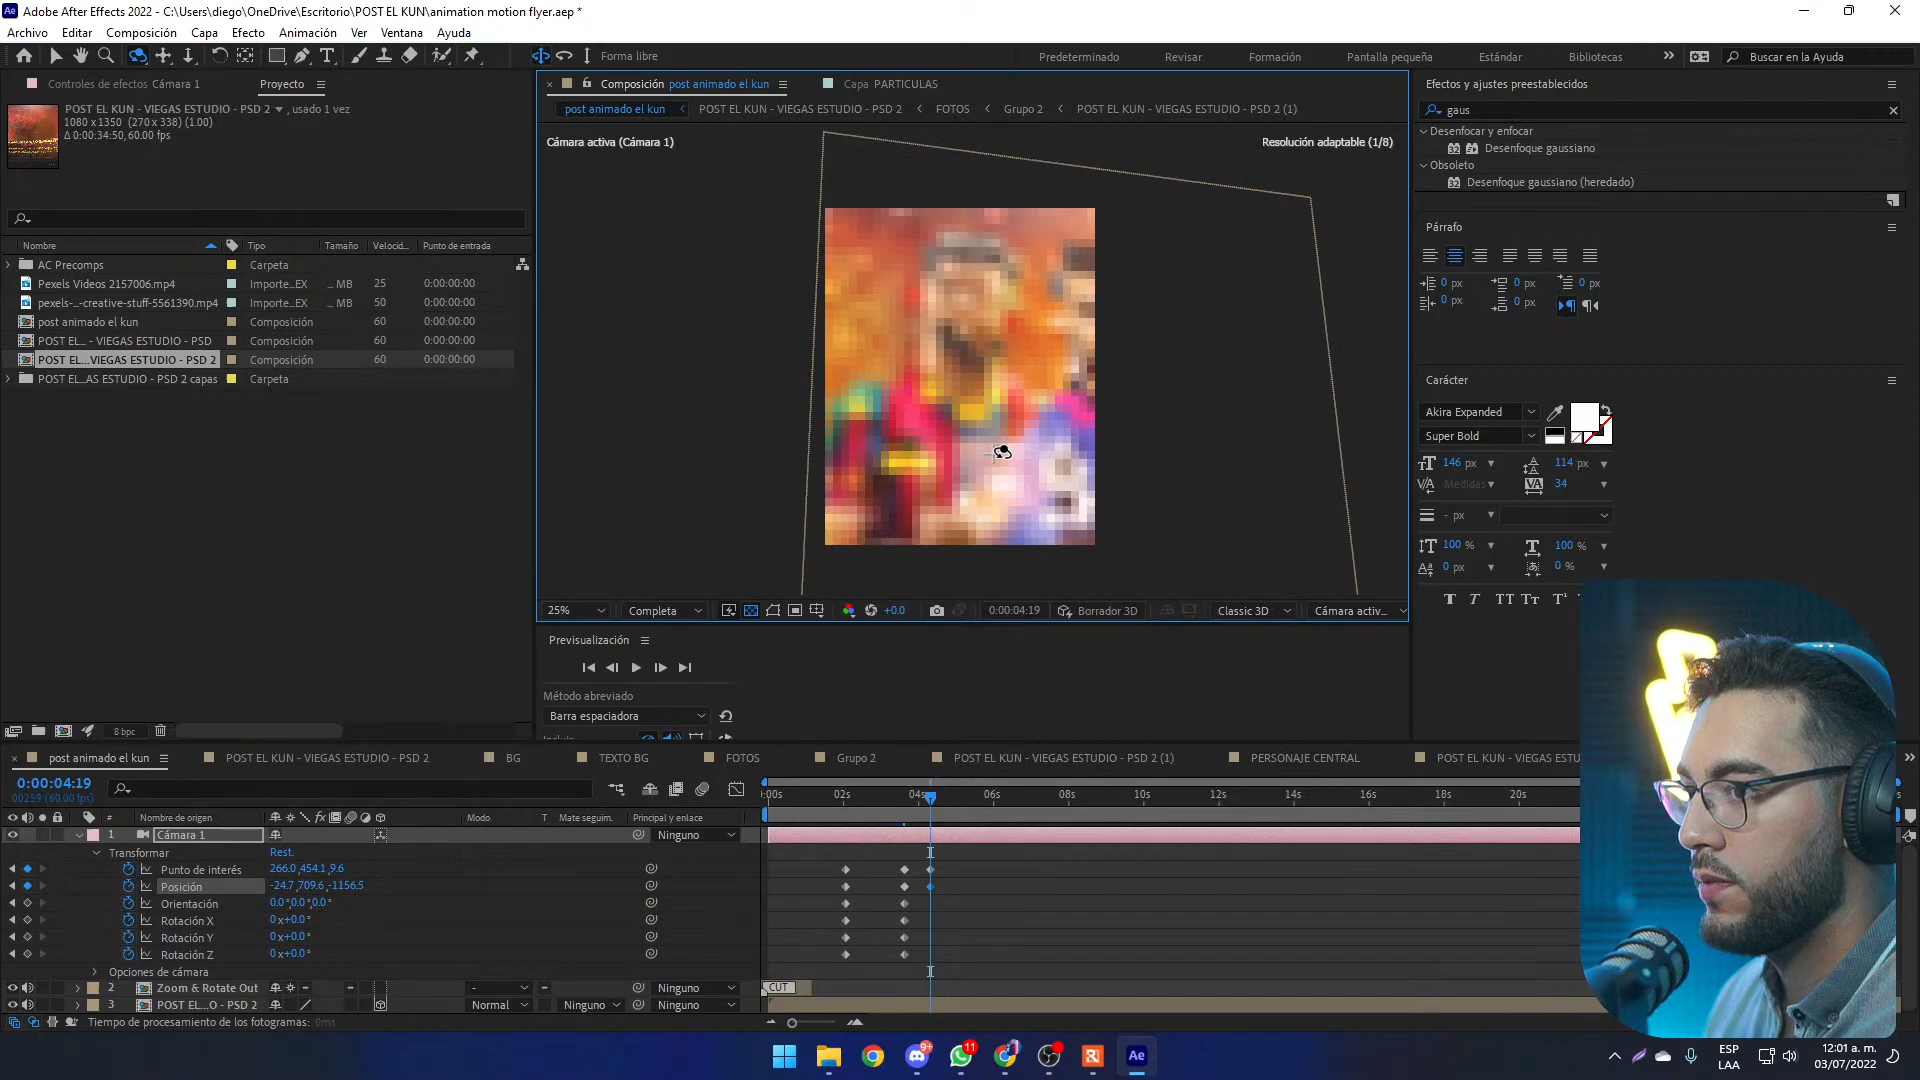 Adobe After Effects 2022 - C:\Users\diego\OneDrive\Escritorio\POST EL KUN\animation motion flyer.aep *
Archivo Editar Composición Capa Efecto Animación Ver Ventana Ayuda
Forma libre Predeterminado Revisar Formación Pantalla pequeña Estándar Bibliotecas Buscar en la Ayuda
Controles de efectos Cámara 1 Proyecto
POST EL KUN - VIEGAS ESTUDIO - PSD 2 , usado 1 vez
1080 x 1350 (270 x 338) (1.00)
Δ 0:00:34:50, 60.00 fps
Nombre Tipo Tamaño Velocid... Punto de entrada
AC Precomps Carpeta
Pexels Videos 2157006.mp4 Importe...EX ... MB 25 0:00:00:00
pexels-...-creative-stuff-5561390.mp4 Importe...EX ... MB 50 0:00:00:00
post animado el kun Composición 60 0:00:00:00
POST EL... - VIEGAS ESTUDIO - PSD Composición 60 0:00:00:00
POST EL...VIEGAS ESTUDIO - PSD 2 Composición 60 0:00:00:00
POST EL...AS ESTUDIO - PSD 2 capas Carpeta
8 bpc
Composición post animado el kun Capa PARTICULAS
post animado el kun POST EL KUN - VIEGAS ESTUDIO - PSD 2 FOTOS Grupo 2 POST EL KUN - VIEGAS ESTUDIO - PSD 2 (1)
Cámara activa (Cámara 1) Resolución adaptable (1/8)
25% Completa +0.0 0:00:04:19 Borrador 3D Classic 3D Cámara activ...
Previsualización
Método abreviado
Barra espaciadora
Efectos y ajustes preestablecidos
gaus
Desenfocar y enfocar
32 Desenfoque gaussiano
Obsoleto
32 Desenfoque gaussiano (heredado)
Párrafo
0 px 0 px 0 px
0 px 0 px
Carácter
Akira Expanded
Super Bold
146 px 114 px
Medidas 34
- px
100 % 100 %
0 px 0 %
T T TT Tt T¹
post animado el kun POST EL KUN - VIEGAS ESTUDIO - PSD 2 BG TEXTO BG FOTOS Grupo 2 POST EL KUN - VIEGAS ESTUDIO - PSD 2 (1) PERSONAJE CENTRAL POST EL KUN - VIEGAS ESTU
0:00:04:19
00259 (60.00 fps)
:00s 02s 04s 06s 08s 10s 12s 14s 16s 18s 20s
# Nombre de origen fx Modo T Mate seguim. Principal y enlace
1 Cámara 1 Ninguno
Transformar Rest.
Punto de interés 266.0,454.1,9.6
Posición -24.7,709.6,-1156.5
Orientación 0.0°,0.0°,0.0°
Rotación X 0 x+0.0°
Rotación Y 0 x+0.0°
Rotación Z 0 x+0.0°
Opciones de cámara
2 Zoom & Rotate Out - Ninguno CUT
3 POST EL...O - PSD 2 Normal Ninguno Ninguno
Tiempo de procesamiento de los fotogramas: 9ms
9+ 11 Ae
ESP
LAA
12:01 a. m.
03/07/2022